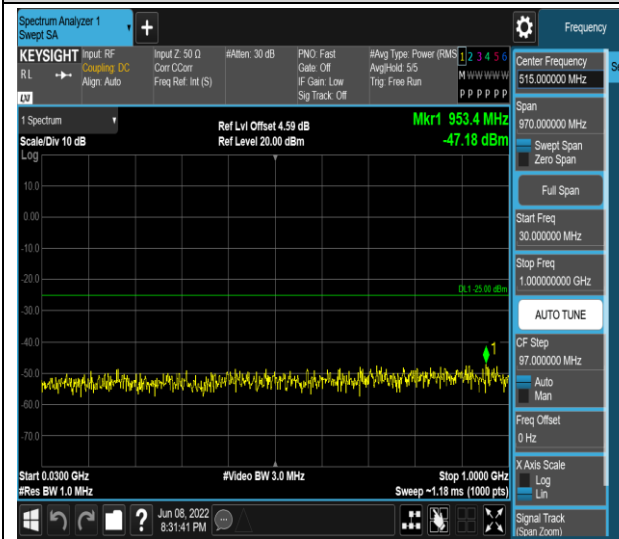 Spectrum Analyzer 1
Swept SA
Frequency
KEYSIGHT
RL
LXI
Input: RF
Coupling: DC
Align: Auto
Input Z: 50 Ω
Corr CCorr
Freq Ref: Int (S)
#Atten: 30 dB
PNO: Fast
Gate: Off
IF Gain: Low
Sig Track: Off
#Avg Type: Power (RMS
Avg|Hold: 5/5
Trig: Free Run
1 2 3 4 5 6
M W W W W W
P P P P P P
1 Spectrum
Scale/Div 10 dB
Log
Ref Lvl Offset 4.59 dB
Ref Level 20.00 dBm
Mkr1 953.4 MHz
-47.18 dBm
10.0
0.00
-10.0
-20.0
-30.0
-40.0
-50.0
-60.0
-70.0
DL1 -25.00 dBm
1
Start 0.0300 GHz
#Res BW 1.0 MHz
#Video BW 3.0 MHz
Stop 1.0000 GHz
Sweep ~1.18 ms (1000 pts)
?
Jun 08, 2022
8:31:41 PM
Center Frequency
515.000000 MHz
Span
970.000000 MHz
Swept Span
Zero Span
Full Span
Start Freq
30.000000 MHz
Stop Freq
1.000000000 GHz
AUTO TUNE
CF Step
97.000000 MHz
Auto
Man
Freq Offset
0 Hz
X Axis Scale
Log
Lin
Signal Track
(Span Zoom)